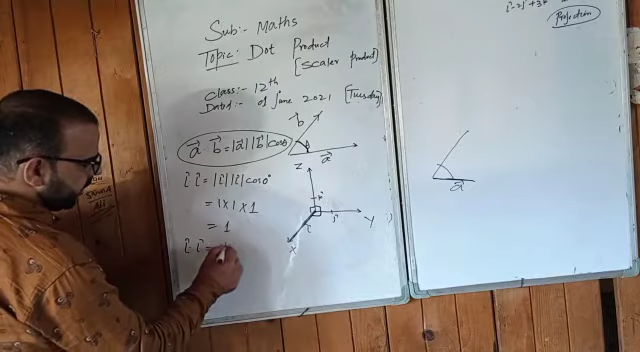 Sub:- Maths
Topic: Dot Product
[Scaler Product]
Class:- 12th
Dated:- 01 June 2021 [Tuesday]
a⃗ . b⃗ = |a⃗| |b⃗| cosθ
b⃗
a⃗
Z
Y
X
î . î = |î| |î| cos0°
= 1 x 1 x 1
= 1
Projection
a⃗